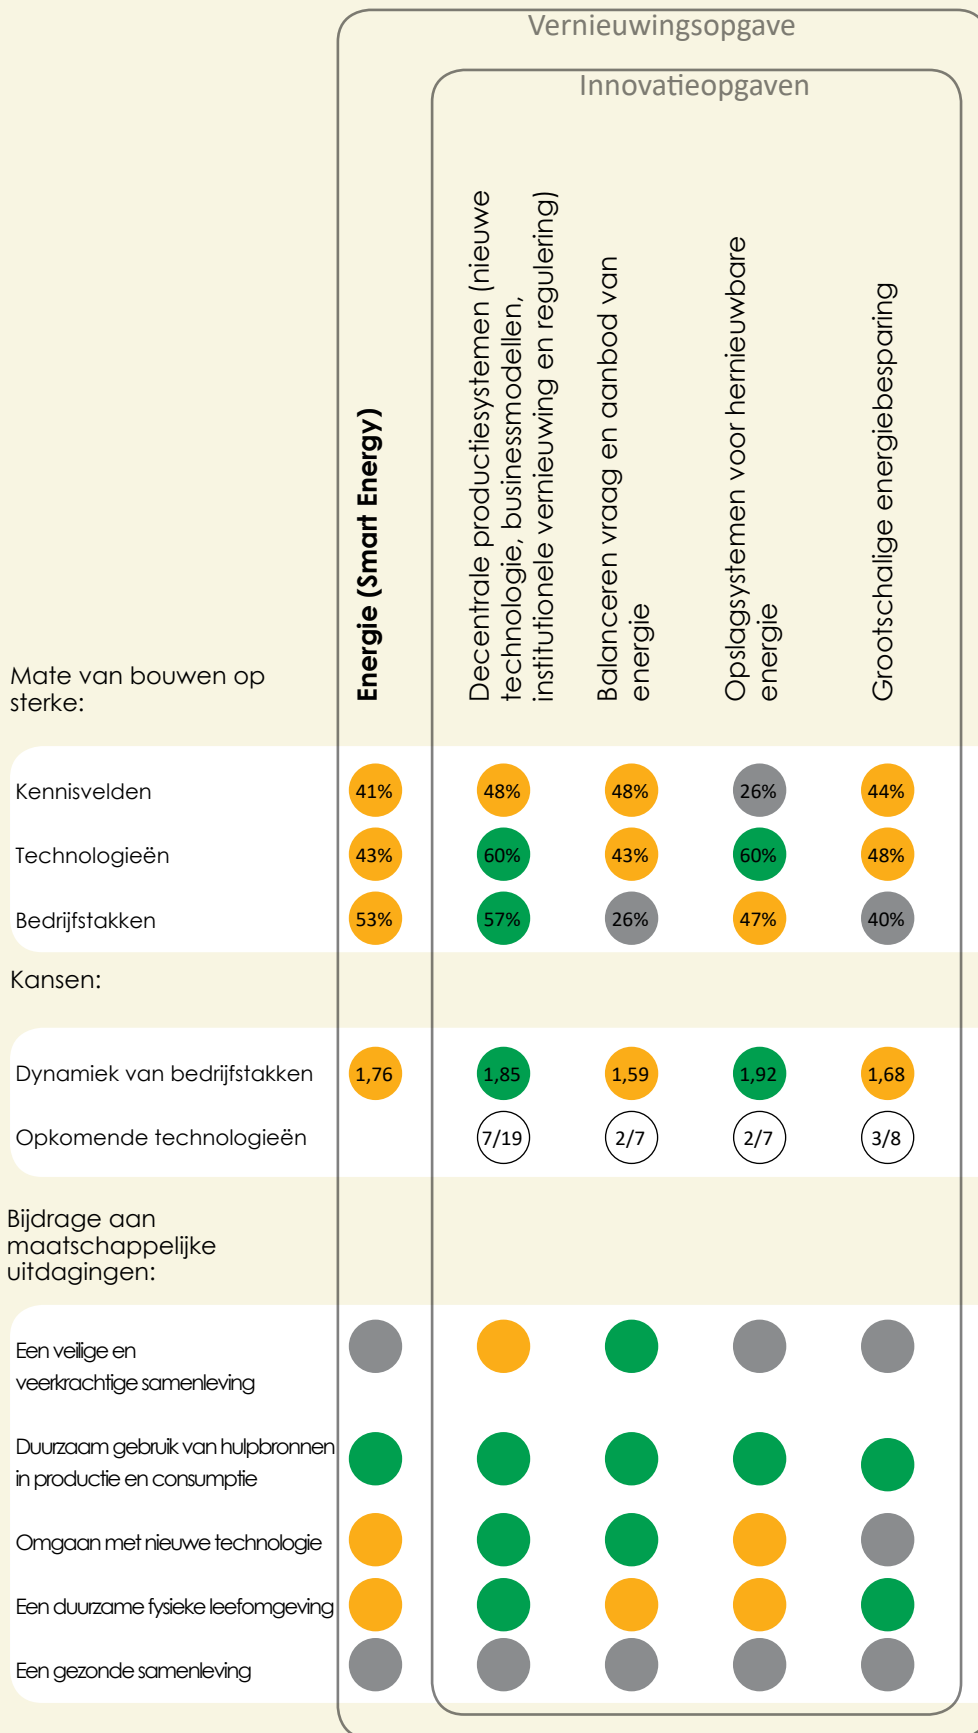 Vernieuwingsopgave
Innovatieopgaven
Energie (Smart Energy)
Decentrale productiesystemen (nieuwe
technologie, businessmodellen,
institutionele vernieuwing en regulering)
Balanceren vraag en aanbod van
energie
Opslagsystemen voor hernieuwbare
energie
Grootschalige energiebesparing
Mate van bouwen op
sterke:
Kennisvelden 41% 48% 48% 26% 44%
Technologieën 43% 60% 43% 60% 48%
Bedrijfstakken 53% 57% 26% 47% 40%
Kansen:
Dynamiek van bedrijfstakken 1,76 1,85 1,59 1,92 1,68
Opkomende technologieën 7/19 2/7 2/7 3/8
Bijdrage aan
maatschappelijke
uitdagingen:
Een veilige en
veerkrachtige samenleving
Duurzaam gebruik van hulpbronnen
in productie en consumptie
Omgaan met nieuwe technologie
Een duurzame fysieke leefomgeving
Een gezonde samenleving